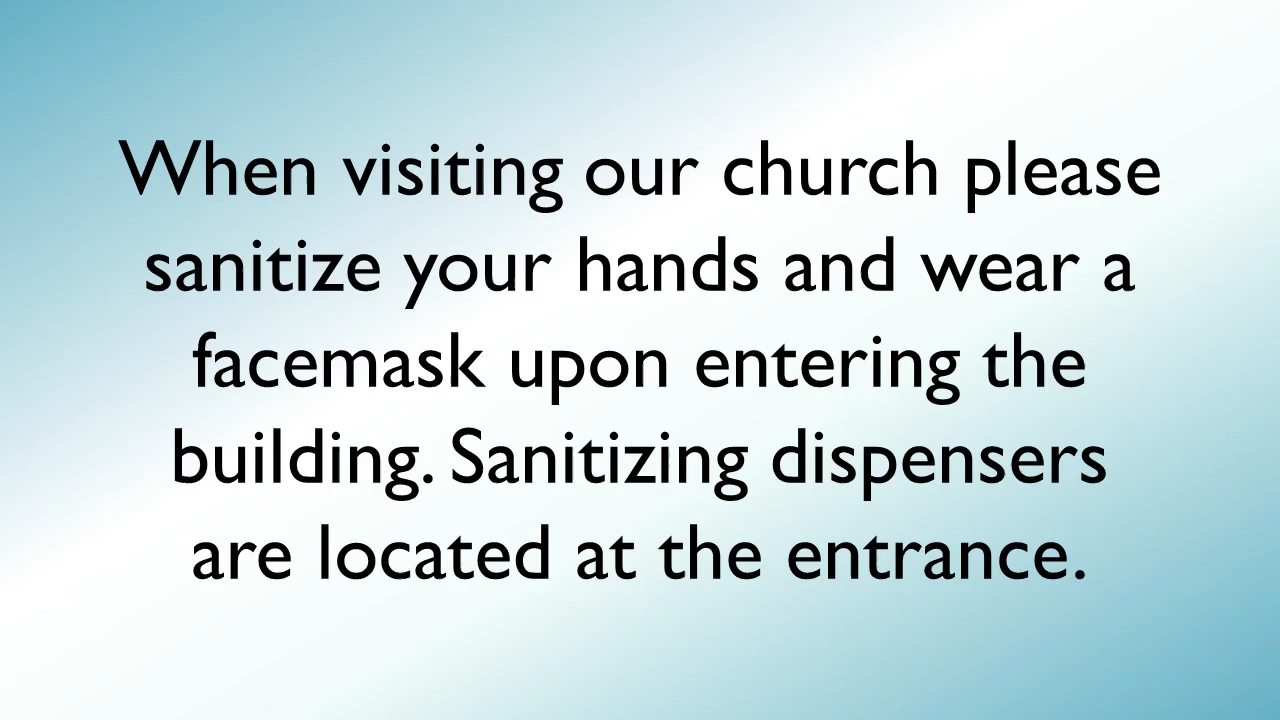 When visiting our church please
sanitize your hands and wear a
facemask upon entering the
building. Sanitizing dispensers
are located at the entrance.